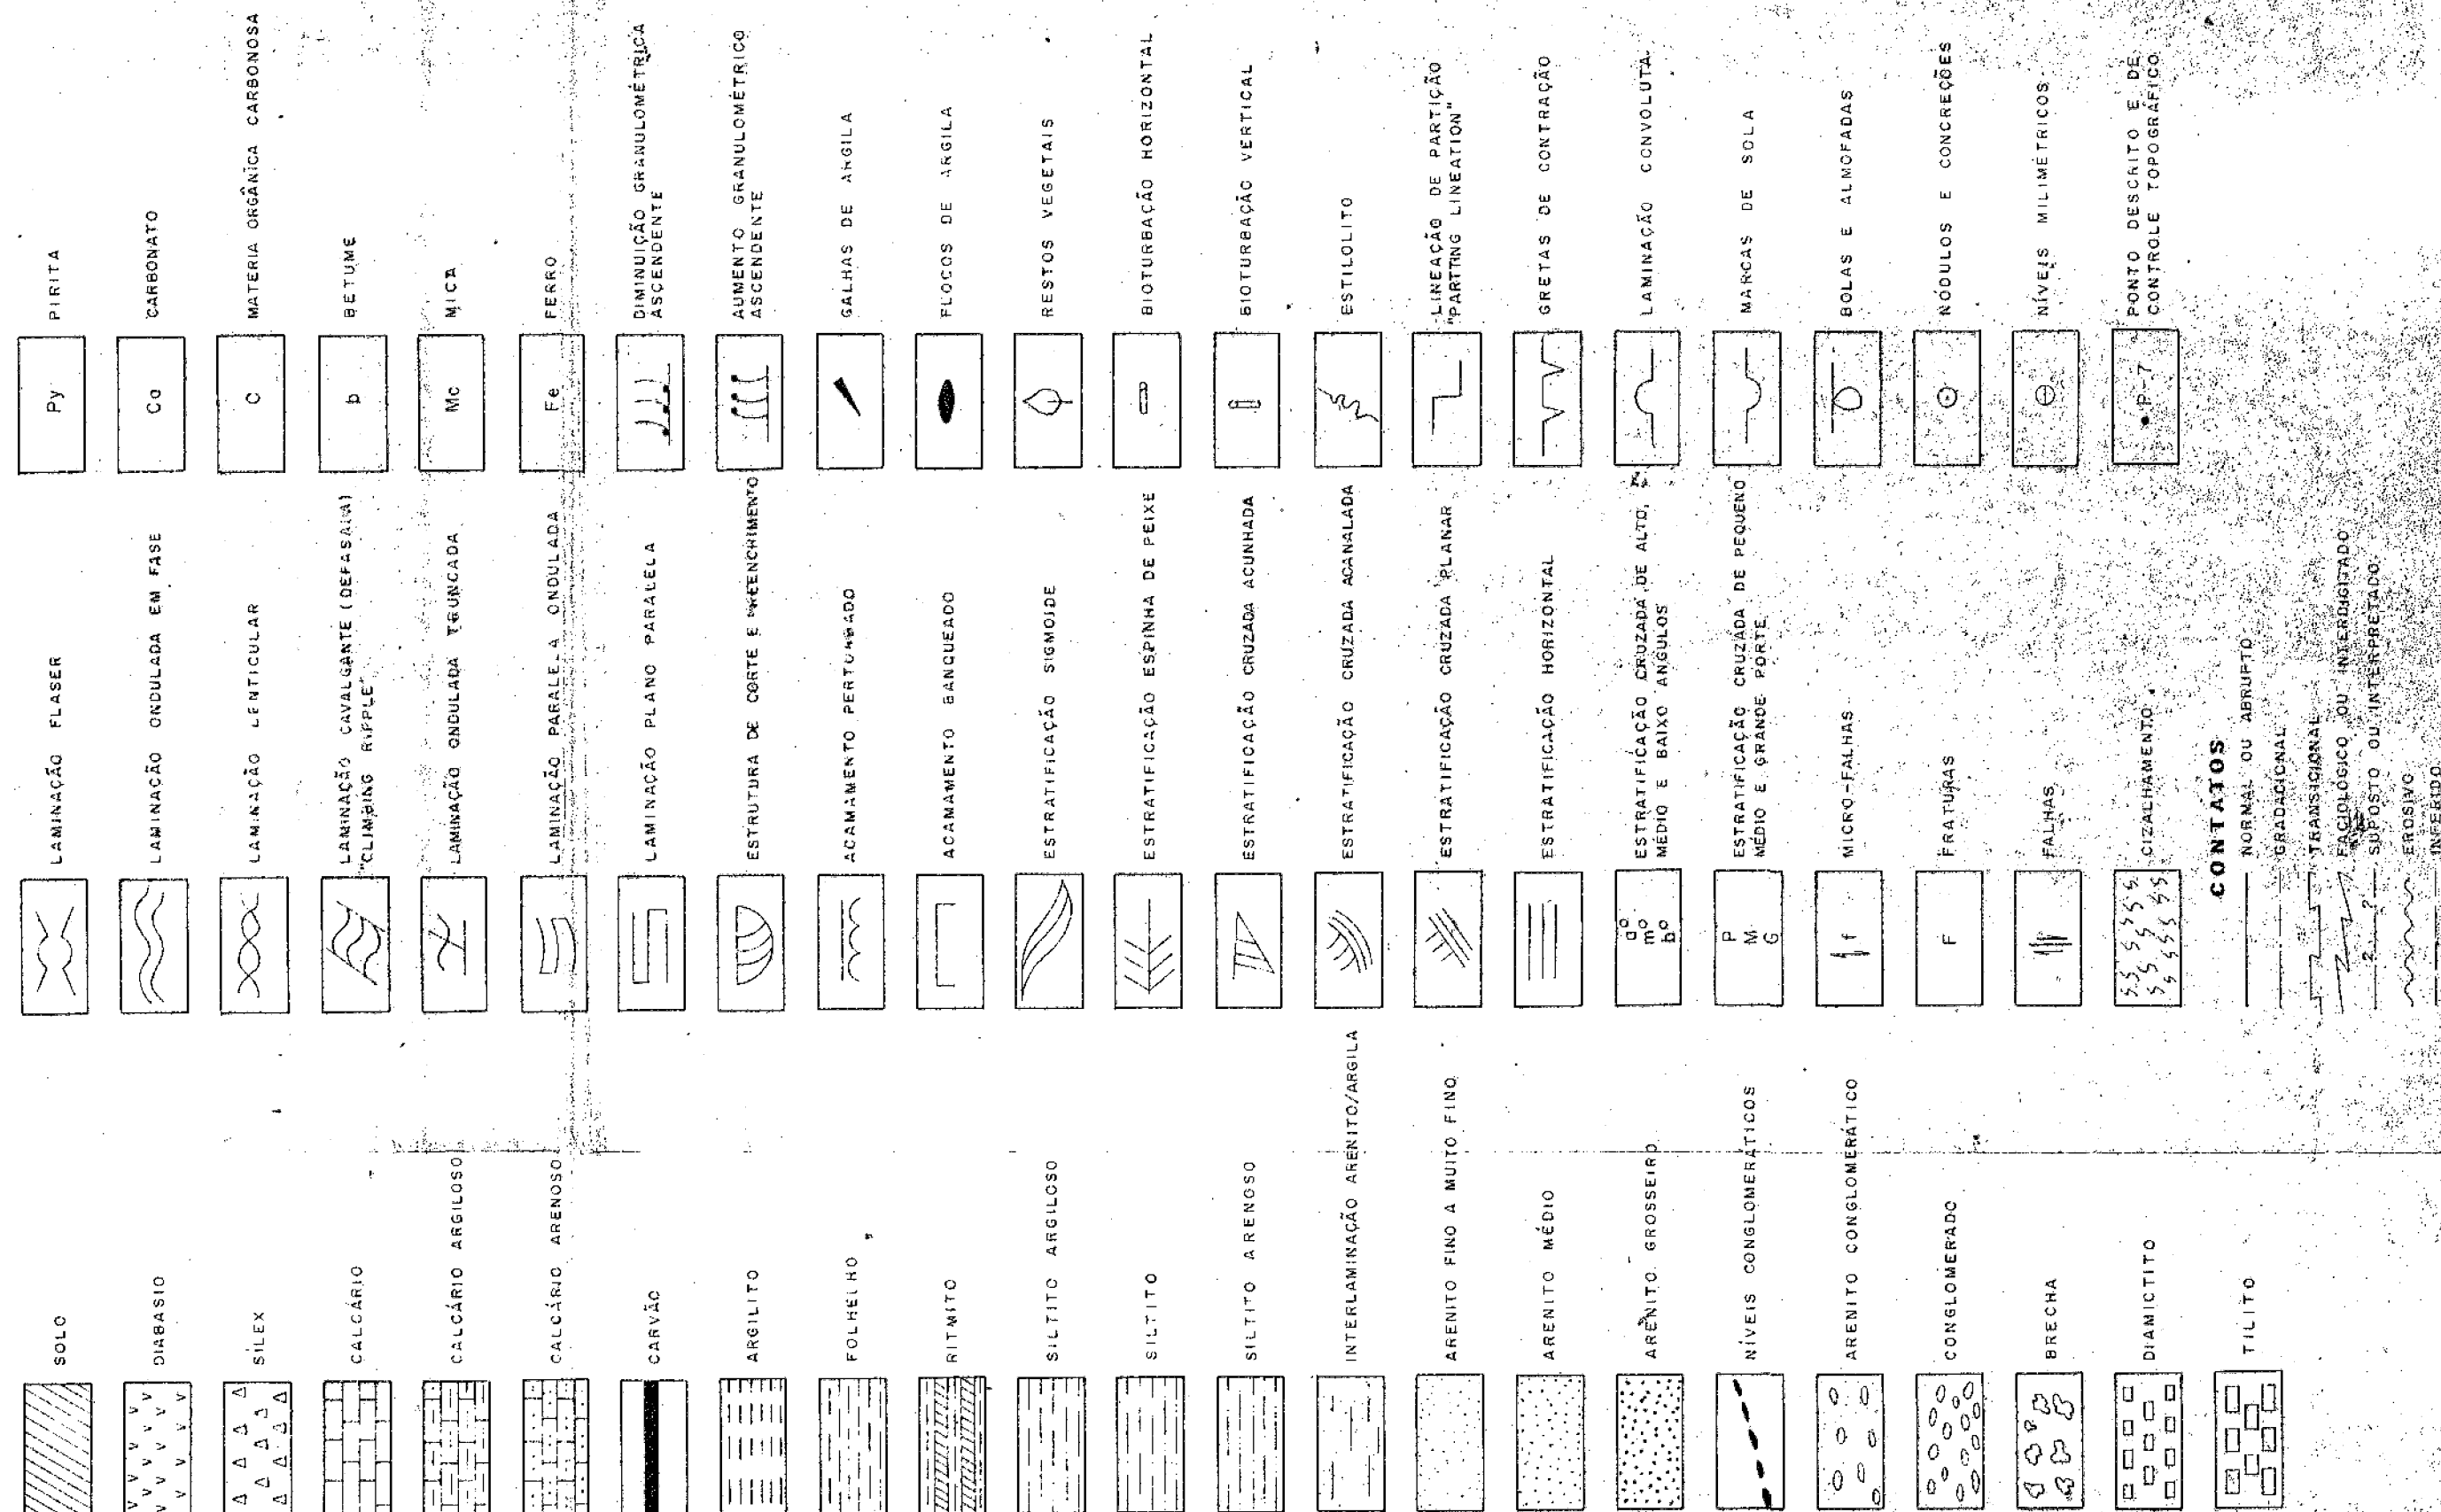 SOLO
DIABASIO
SÍLEX
CALCÁRIO
CALCÁRIO ARGILOSO
CALCÁRIO ARENOSO
CARVÃO
ARGILITO
FOLHELHO
RITMITO
SILTITO ARGILOSO
SILTITO
SILTITO ARENOSO
INTERLAMINAÇÃO ARENITO/ARGILA
ARENITO FINO A MUITO FINO
ARENITO MÉDIO
ARENITO GROSSEIRO
NÍVEIS CONGLOMERATICOS
ARENITO CONGLOMERÁTICO
CONGLOMERADO
BRECHA
DIAMICTITO
TILITO
LAMINAÇÃO FLASER
LAMINAÇÃO ONDULADA EM FASE
LAMINAÇÃO LENTICULAR
LAMINAÇÃO CAVALGANTE (DEFASADA)
"CLIMBING RIPPLE"
LAMINAÇÃO ONDULADA TRUNCADA
LAMINAÇÃO PARALELA ONDULADA
LAMINAÇÃO PLANO PARALELA
ESTRUTURA DE CORTE E PREENCHIMENTO
ACAMAMENTO PERTURBADO
ACAMAMENTO BANQUEADO
ESTRATIFICAÇÃO SIGMOIDE
ESTRATIFICAÇÃO ESPINHA DE PEIXE
ESTRATIFICAÇÃO CRUZADA ACUNHADA
ESTRATIFICAÇÃO CRUZADA ACANALADA
ESTRATIFICAÇÃO CRUZADA PLANAR
ESTRATIFICAÇÃO HORIZONTAL
aº
mº
bº
ESTRATIFICAÇÃO CRUZADA DE ALTO,
MÉDIO E BAIXO ANGULOS
P
M
G
ESTRATIFICAÇÃO CRUZADA DE PEQUENO
MÉDIO E GRANDE PORTE
f MICRO-FALHAS
F FRATURAS
FALHAS
CIZALHAMENTO
CONTATOS
NORMAL OU ABRUPTO
GRADACIONAL
TRANSICIONAL
FACIOLÓGICO OU INTERDIGITADO
? ? SUPOSTO OU INTERPRETADO
EROSIVO
INFERIDO
Py PIRITA
Ca CARBONATO
C MATERIA ORGÂNICA CARBONOSA
b BETUME
Mc MICA
Fe FERRO
DIMINUIÇÃO GRANULOMÉTRICA
ASCENDENTE
AUMENTO GRANULOMÉTRICO
ASCENDENTE
GALHAS DE ARGILA
FLOCOS DE ARGILA
RESTOS VEGETAIS
BIOTURBAÇÃO HORIZONTAL
BIOTURBAÇÃO VERTICAL
ESTILOLITO
LINEAÇÃO DE PARTIÇÃO
"PARTING LINEATION"
GRETAS DE CONTRAÇÃO
LAMINAÇÃO CONVOLUTA
MARCAS DE SOLA
BOLAS E ALMOFADAS
NÓDULOS E CONCREÇÕES
NÍVEIS MILIMÉTRICOS
P-7 PONTO DESCRITO E DE
CONTROLE TOPOGRÁFICO